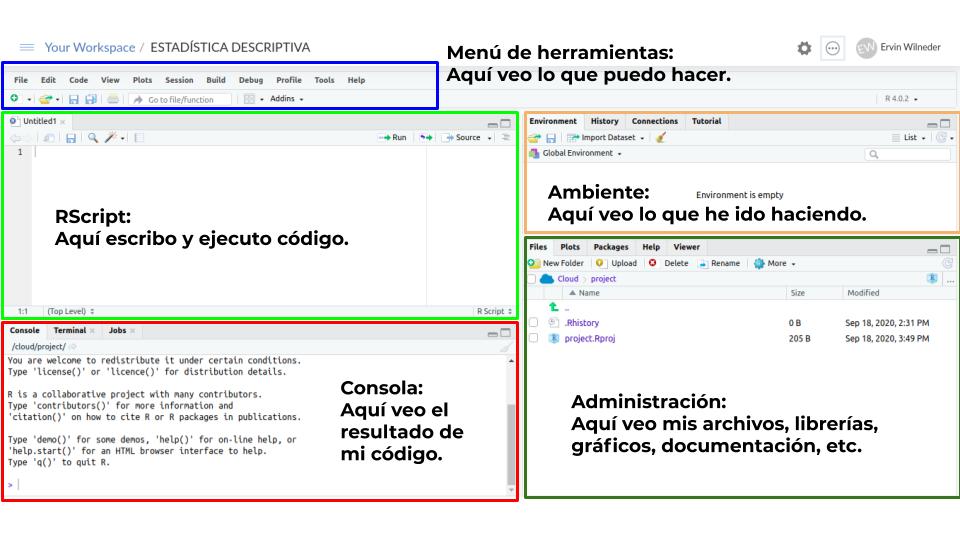 Your Workspace / ESTADÍSTICA DESCRIPTIVA
EW Ervin Wilneder
Menú de herramientas:
Aquí veo lo que puedo hacer.
File Edit Code View Plots Session Build Debug Profile Tools Help
Go to file/function Addins
R 4.0.2
Untitled1
Run Source
1
RScript:
Aquí escribo y ejecuto código.
1:1 (Top Level) R Script
Console Terminal Jobs
/cloud/project/
You are welcome to redistribute it under certain conditions.
Type 'license()' or 'licence()' for distribution details.
R is a collaborative project with many contributors.
Type 'contributors()' for more information and
'citation()' on how to cite R or R packages in publications.
Type 'demo()' for some demos, 'help()' for on-line help, or
'help.start()' for an HTML browser interface to help.
Type 'q()' to quit R.
>
Consola:
Aquí veo el
resultado de
mi código.
Environment History Connections Tutorial
Import Dataset List
Global Environment
Environment is empty
Ambiente:
Aquí veo lo que he ido haciendo.
Files Plots Packages Help Viewer
New Folder Upload Delete Rename More
Cloud project ...
Name Size Modified
..
.Rhistory 0 B Sep 18, 2020, 2:31 PM
project.Rproj 205 B Sep 18, 2020, 3:49 PM
Administración:
Aquí veo mis archivos, librerías,
gráficos, documentación, etc.